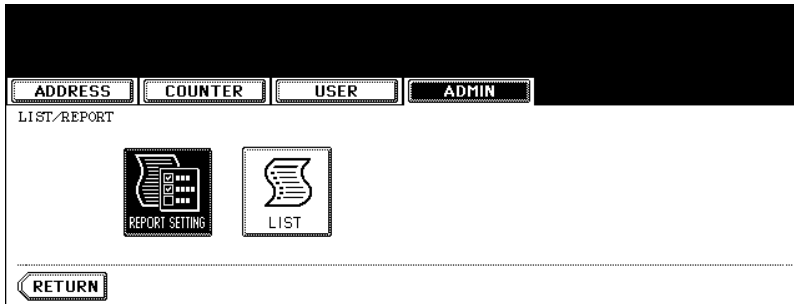 ADDRESS COUNTER USER ADMIN
LIST/REPORT
REPORT SETTING LIST
RETURN